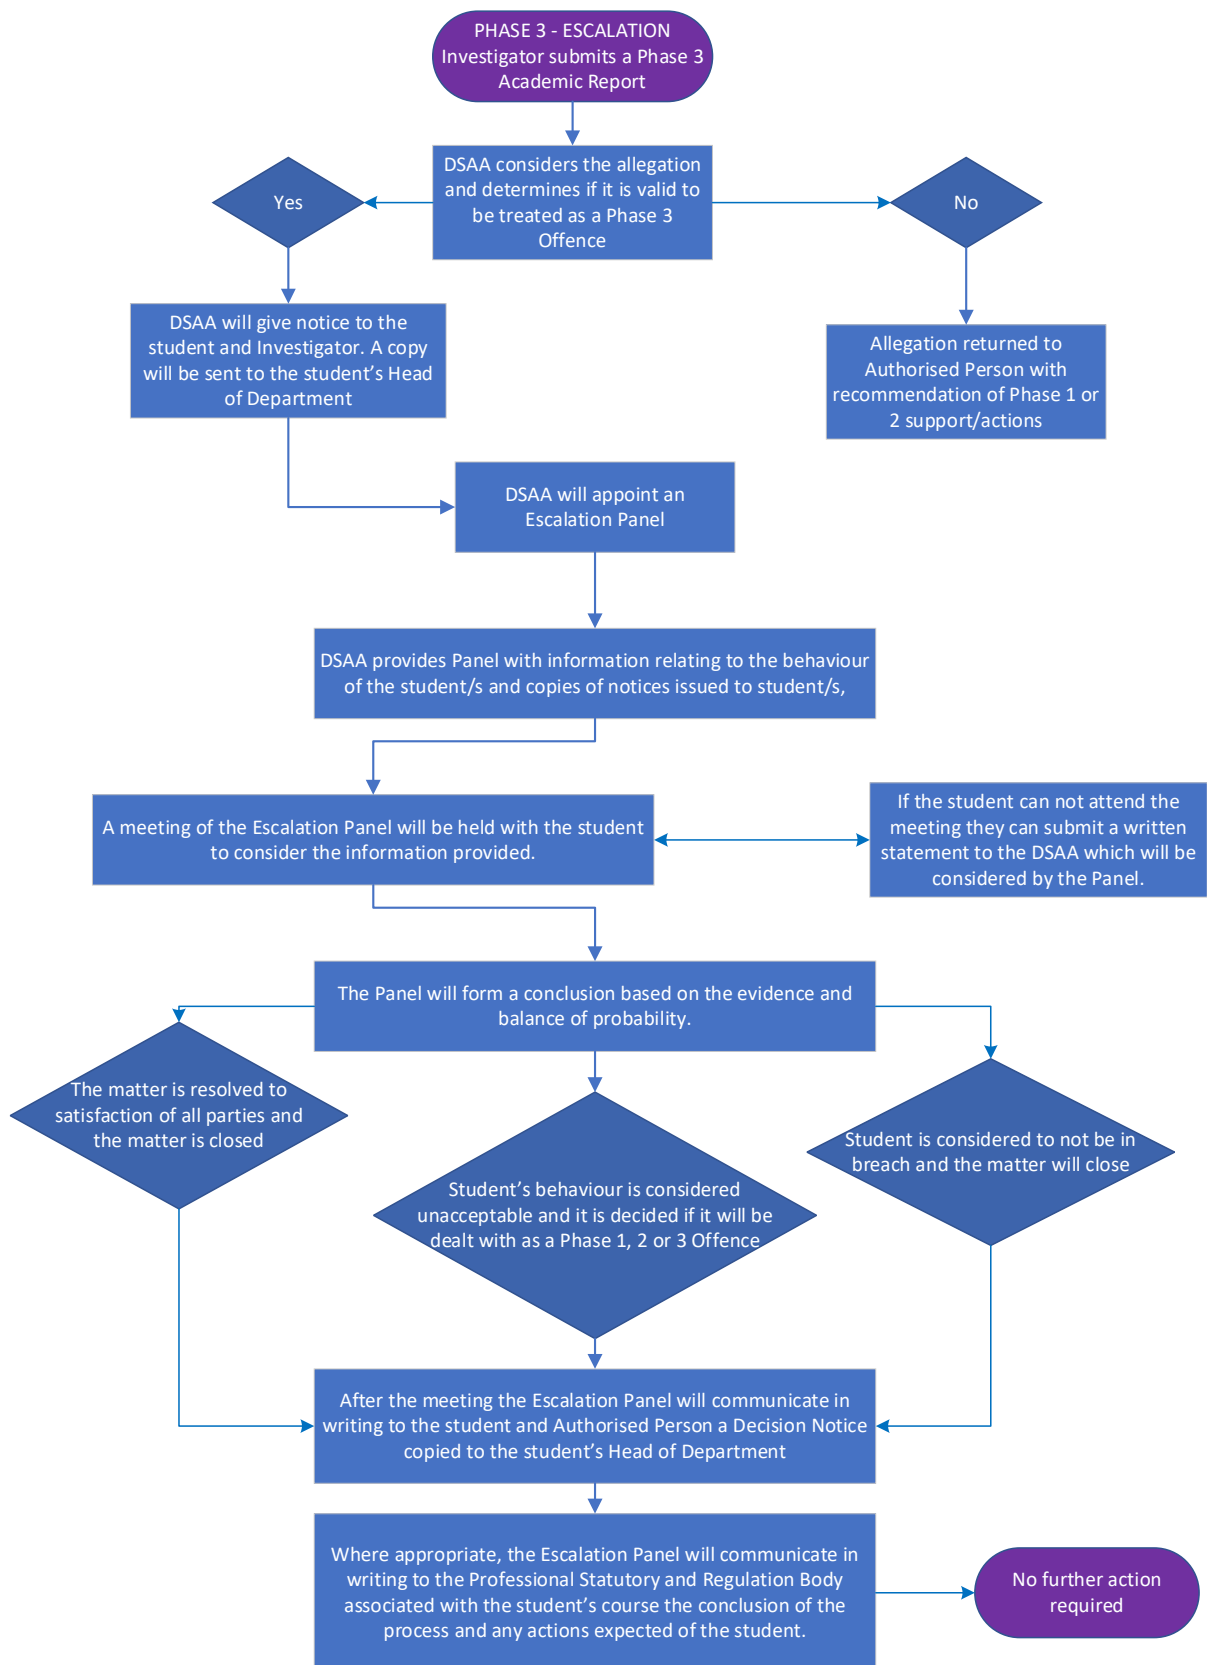 PHASE 3 - ESCALATION
Investigator submits a Phase 3
Academic Report
DSAA considers the allegation
and determines if it is valid to
be treated as a Phase 3
Offence
Yes
No
DSAA will give notice to the
student and Investigator. A copy
will be sent to the student’s Head
of Department
Allegation returned to
Authorised Person with
recommendation of Phase 1 or
2 support/actions
DSAA will appoint an
Escalation Panel
DSAA provides Panel with information relating to the behaviour
of the student/s and copies of notices issued to student/s,
A meeting of the Escalation Panel will be held with the student
to consider the information provided.
If the student can not attend the
meeting they can submit a written
statement to the DSAA which will be
considered by the Panel.
The Panel will form a conclusion based on the evidence and
balance of probability.
The matter is resolved to
satisfaction of all parties and
the matter is closed
Student’s behaviour is considered
unacceptable and it is decided if it will be
dealt with as a Phase 1, 2 or 3 Offence
Student is considered to not be in
breach and the matter will close
After the meeting the Escalation Panel will communicate in
writing to the student and Authorised Person a Decision Notice
copied to the student’s Head of Department
Where appropriate, the Escalation Panel will communicate in
writing to the Professional Statutory and Regulation Body
associated with the student’s course the conclusion of the
process and any actions expected of the student.
No further action
required